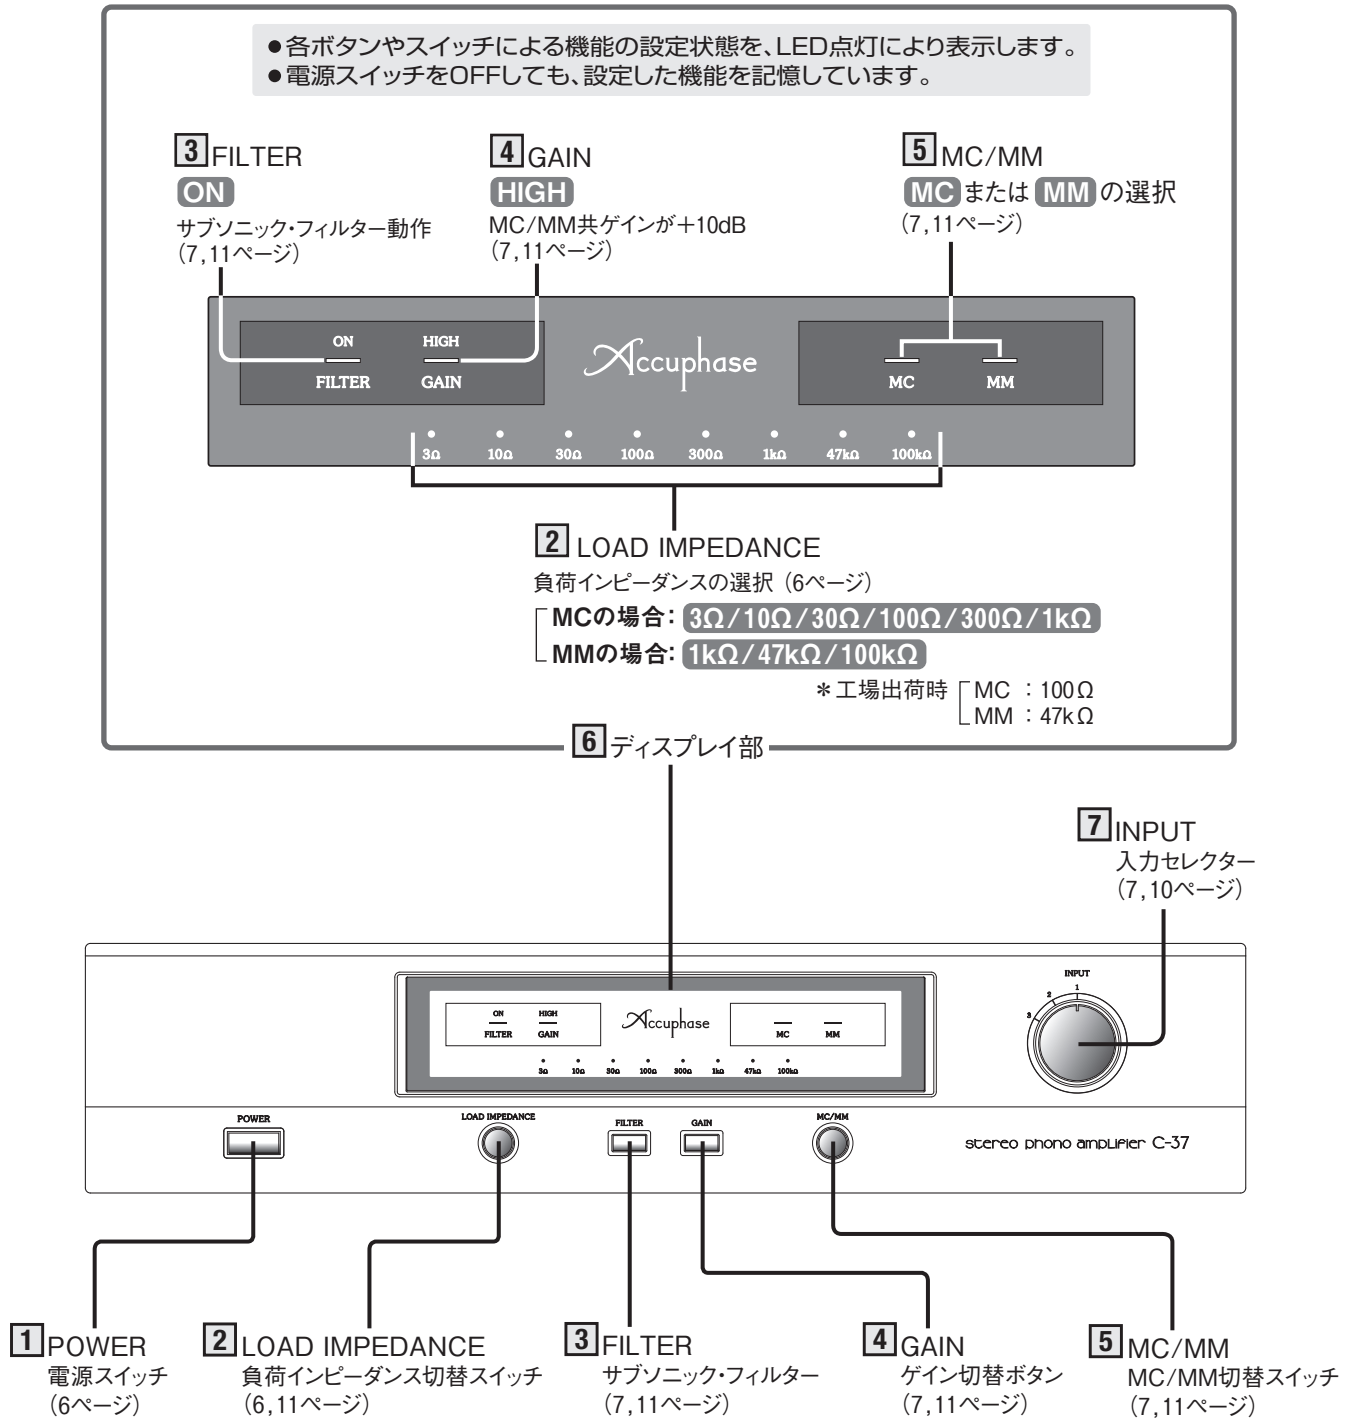 ●各ボタンやスイッチによる機能の設定状態を、LED点灯により表示します。
●電源スイッチをOFFしても、設定した機能を記憶しています。
3 FILTER
ON
サブソニック・フィルター動作
(7,11ページ)
4 GAIN
HIGH
MC/MM共ゲインが+10dB
(7,11ページ)
5 MC/MM
MC または MM の選択
(7,11ページ)
ON HIGH
FILTER GAIN
Accuphase
MC MM
3Ω 10Ω 30Ω 100Ω 300Ω 1kΩ 47kΩ 100kΩ
2 LOAD IMPEDANCE
負荷インピーダンスの選択 (6ページ)
MCの場合: 3Ω/10Ω/30Ω/100Ω/300Ω/1kΩ
MMの場合: 1kΩ/47kΩ/100kΩ
＊工場出荷時 MC : 100Ω
MM : 47kΩ
6 ディスプレイ部
7 INPUT
入力セレクター
(7,10ページ)
INPUT
1
2
3
ON HIGH
FILTER GAIN
Accuphase
MC MM
3Ω 10Ω 30Ω 100Ω 300Ω 1kΩ 47kΩ 100kΩ
POWER
LOAD IMPEDANCE
FILTER
GAIN
MC/MM
stereo phono amplifier C-37
1 POWER
電源スイッチ
(6ページ)
2 LOAD IMPEDANCE
負荷インピーダンス切替スイッチ
(6,11ページ)
3 FILTER
サブソニック・フィルター
(7,11ページ)
4 GAIN
ゲイン切替ボタン
(7,11ページ)
5 MC/MM
MC/MM切替スイッチ
(7,11ページ)